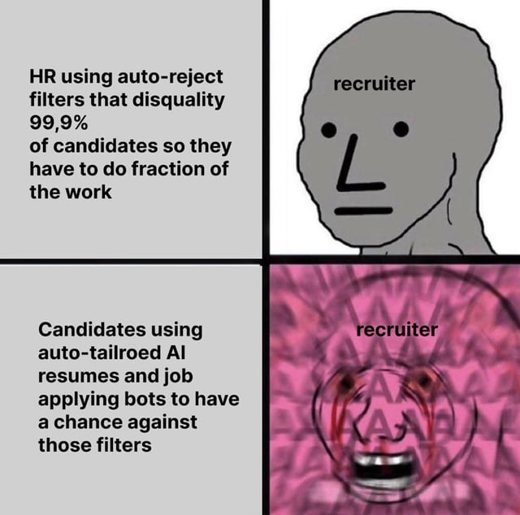 HR using auto-reject
filters that disquality
99,9%
of candidates so they
have to do fraction of
the work
recruiter
Candidates using
auto-tailroed AI
resumes and job
applying bots to have
a chance against
those filters
recruiter